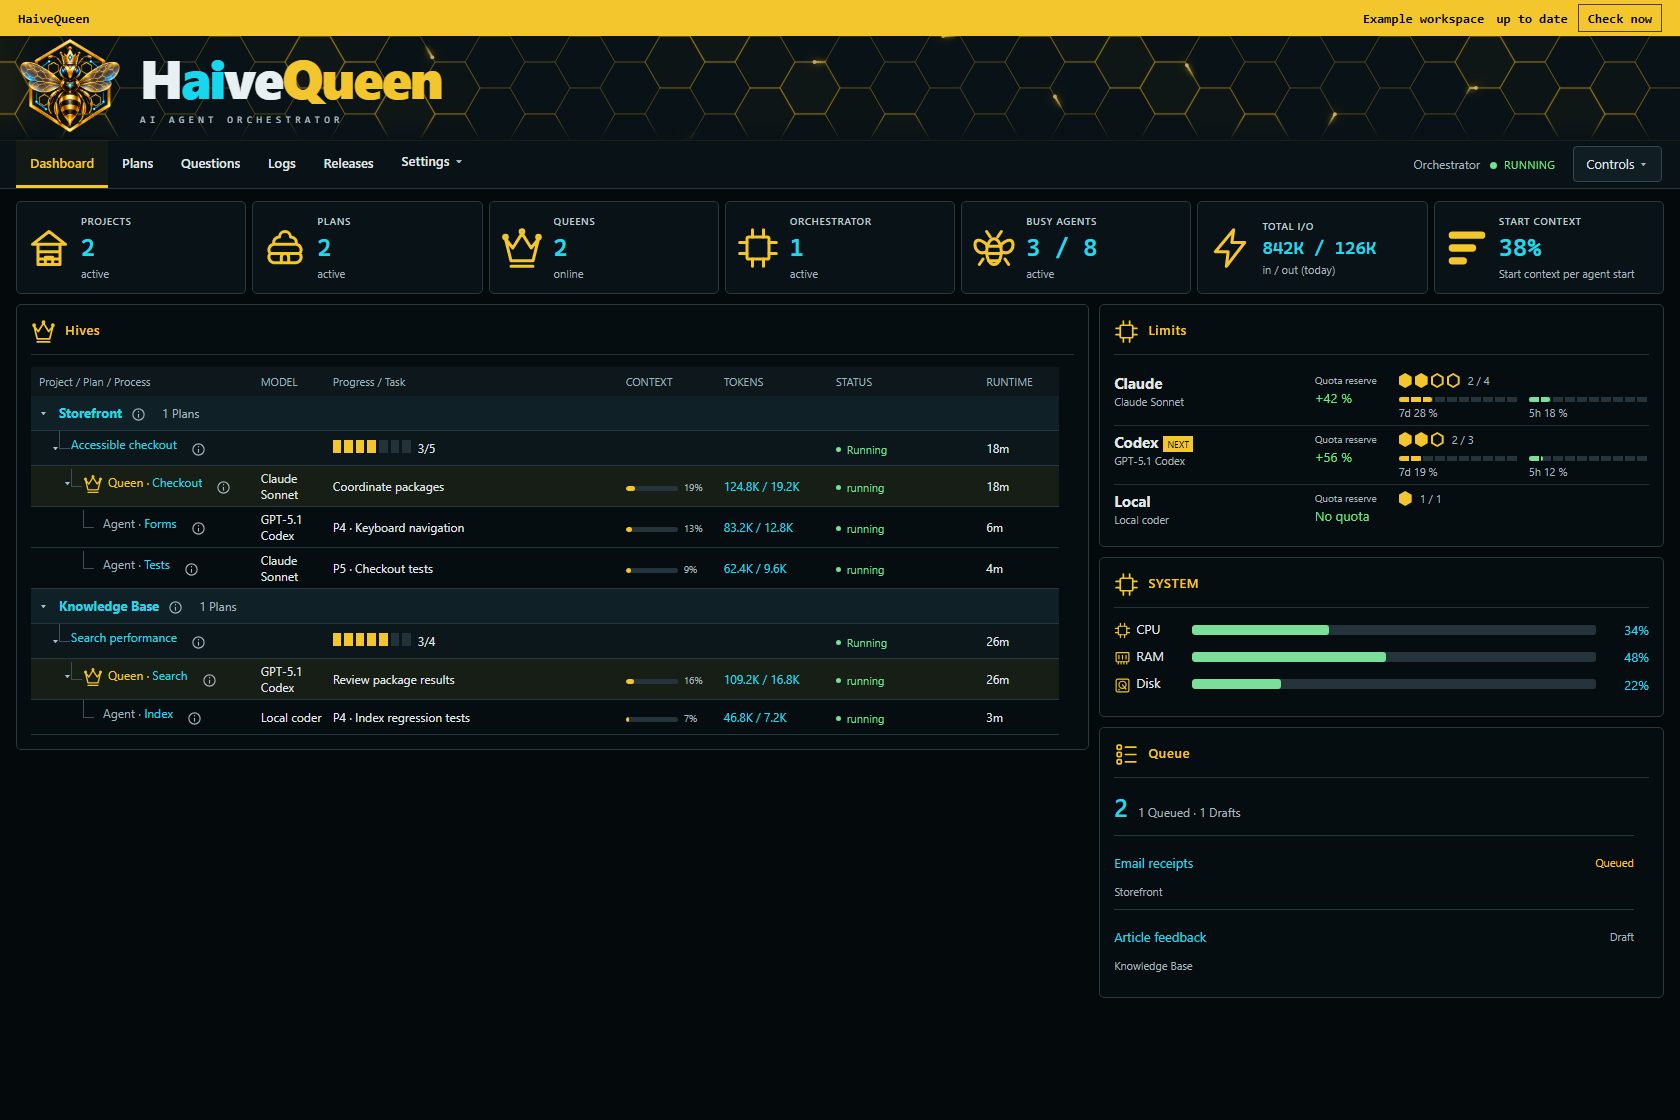 HaiveQueen
Example workspace up to date Check now
HaiveQueen
AI AGENT ORCHESTRATOR
Dashboard Plans Questions Logs Releases Settings
Orchestrator RUNNING Controls
PROJECTS
2
active
PLANS
2
active
QUEENS
2
online
ORCHESTRATOR
1
active
BUSY AGENTS
3 / 8
active
TOTAL I/O
842K / 126K
in / out (today)
START CONTEXT
38%
Start context per agent start
Hives
Project / Plan / Process MODEL Progress / Task CONTEXT TOKENS STATUS RUNTIME
Storefront 1 Plans
Accessible checkout 3/5 Running 18m
Queen · Checkout Claude Sonnet Coordinate packages 19% 124.8K / 19.2K running 18m
Agent · Forms GPT-5.1 Codex P4 · Keyboard navigation 13% 83.2K / 12.8K running 6m
Agent · Tests Claude Sonnet P5 · Checkout tests 9% 62.4K / 9.6K running 4m
Knowledge Base 1 Plans
Search performance 3/4 Running 26m
Queen · Search GPT-5.1 Codex Review package results 16% 109.2K / 16.8K running 26m
Agent · Index Local coder P4 · Index regression tests 7% 46.8K / 7.2K running 3m
Limits
Claude
Claude Sonnet
Quota reserve
+42 %
2 / 4
7d 28 % 5h 18 %
Codex NEXT
GPT-5.1 Codex
Quota reserve
+56 %
2 / 3
7d 19 % 5h 12 %
Local
Local coder
Quota reserve
No quota
1 / 1
SYSTEM
CPU 34%
RAM 48%
Disk 22%
Queue
2 1 Queued · 1 Drafts
Email receipts Queued
Storefront
Article feedback Draft
Knowledge Base